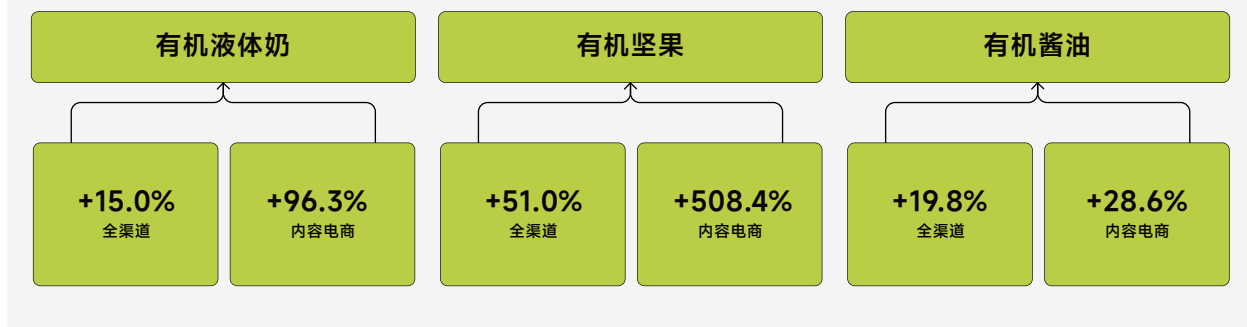 有机液体奶
有机坚果
有机酱油
+15.0%
全渠道
+96.3%
内容电商
+51.0%
全渠道
+508.4%
内容电商
+19.8%
全渠道
+28.6%
内容电商